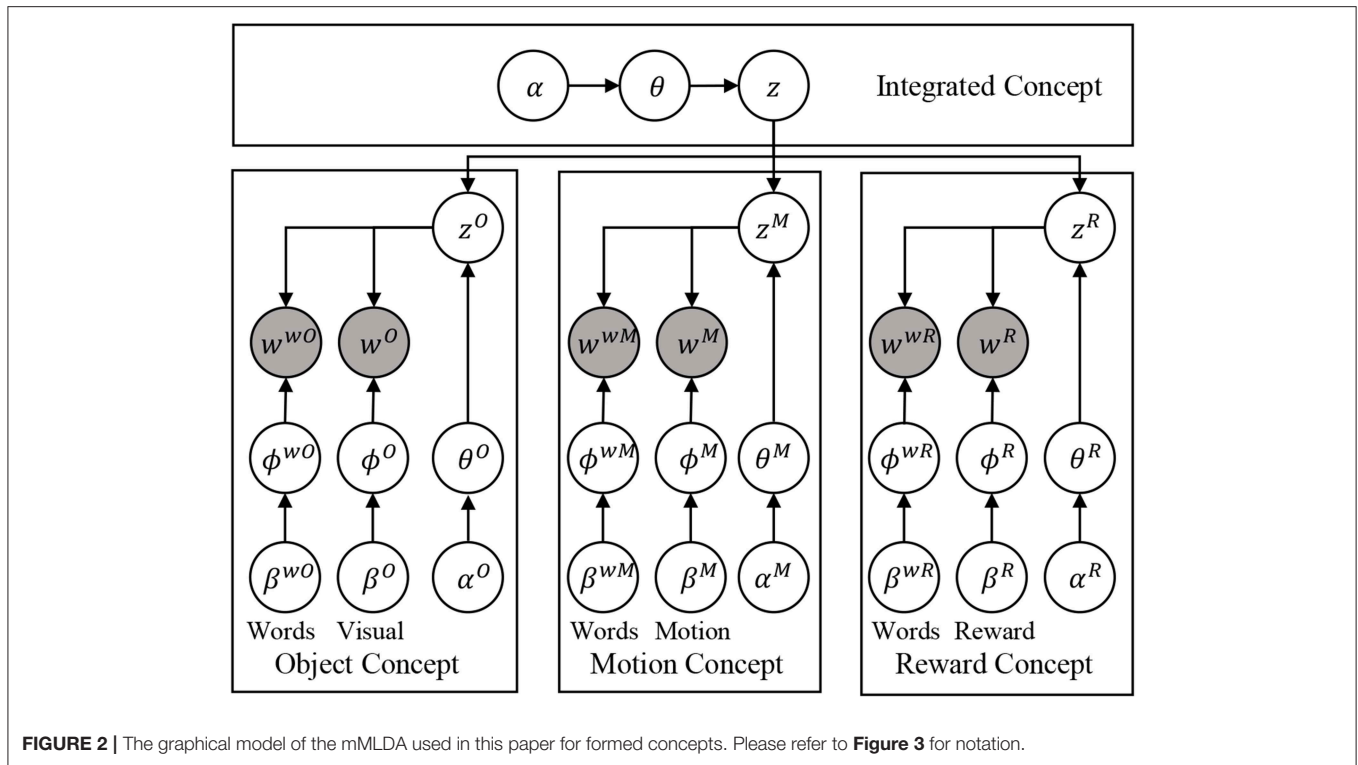 α θ z Integrated Concept
z^O z^M z^R
w^{wO} w^O w^{wM} w^M w^{wR} w^R
ϕ^{wO} ϕ^O θ^O ϕ^{wM} ϕ^M θ^M ϕ^{wR} ϕ^R θ^R
β^{wO} β^O α^O β^{wM} β^M α^M β^{wR} β^R α^R
Words Visual Words Motion Words Reward
Object Concept Motion Concept Reward Concept
FIGURE 2 | The graphical model of the mMLDA used in this paper for formed concepts. Please refer to Figure 3 for notation.